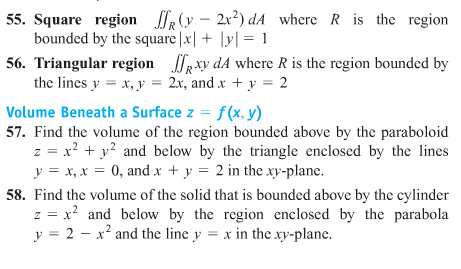 55. Square region ∬_R (y − 2x²) dA where R is the region
bounded by the square |x| + |y| = 1
56. Triangular region ∬_R xy dA where R is the region bounded by
the lines y = x, y = 2x, and x + y = 2
Volume Beneath a Surface z = f(x, y)
57. Find the volume of the region bounded above by the paraboloid
z = x² + y² and below by the triangle enclosed by the lines
y = x, x = 0, and x + y = 2 in the xy-plane.
58. Find the volume of the solid that is bounded above by the cylinder
z = x² and below by the region enclosed by the parabola
y = 2 − x² and the line y = x in the xy-plane.